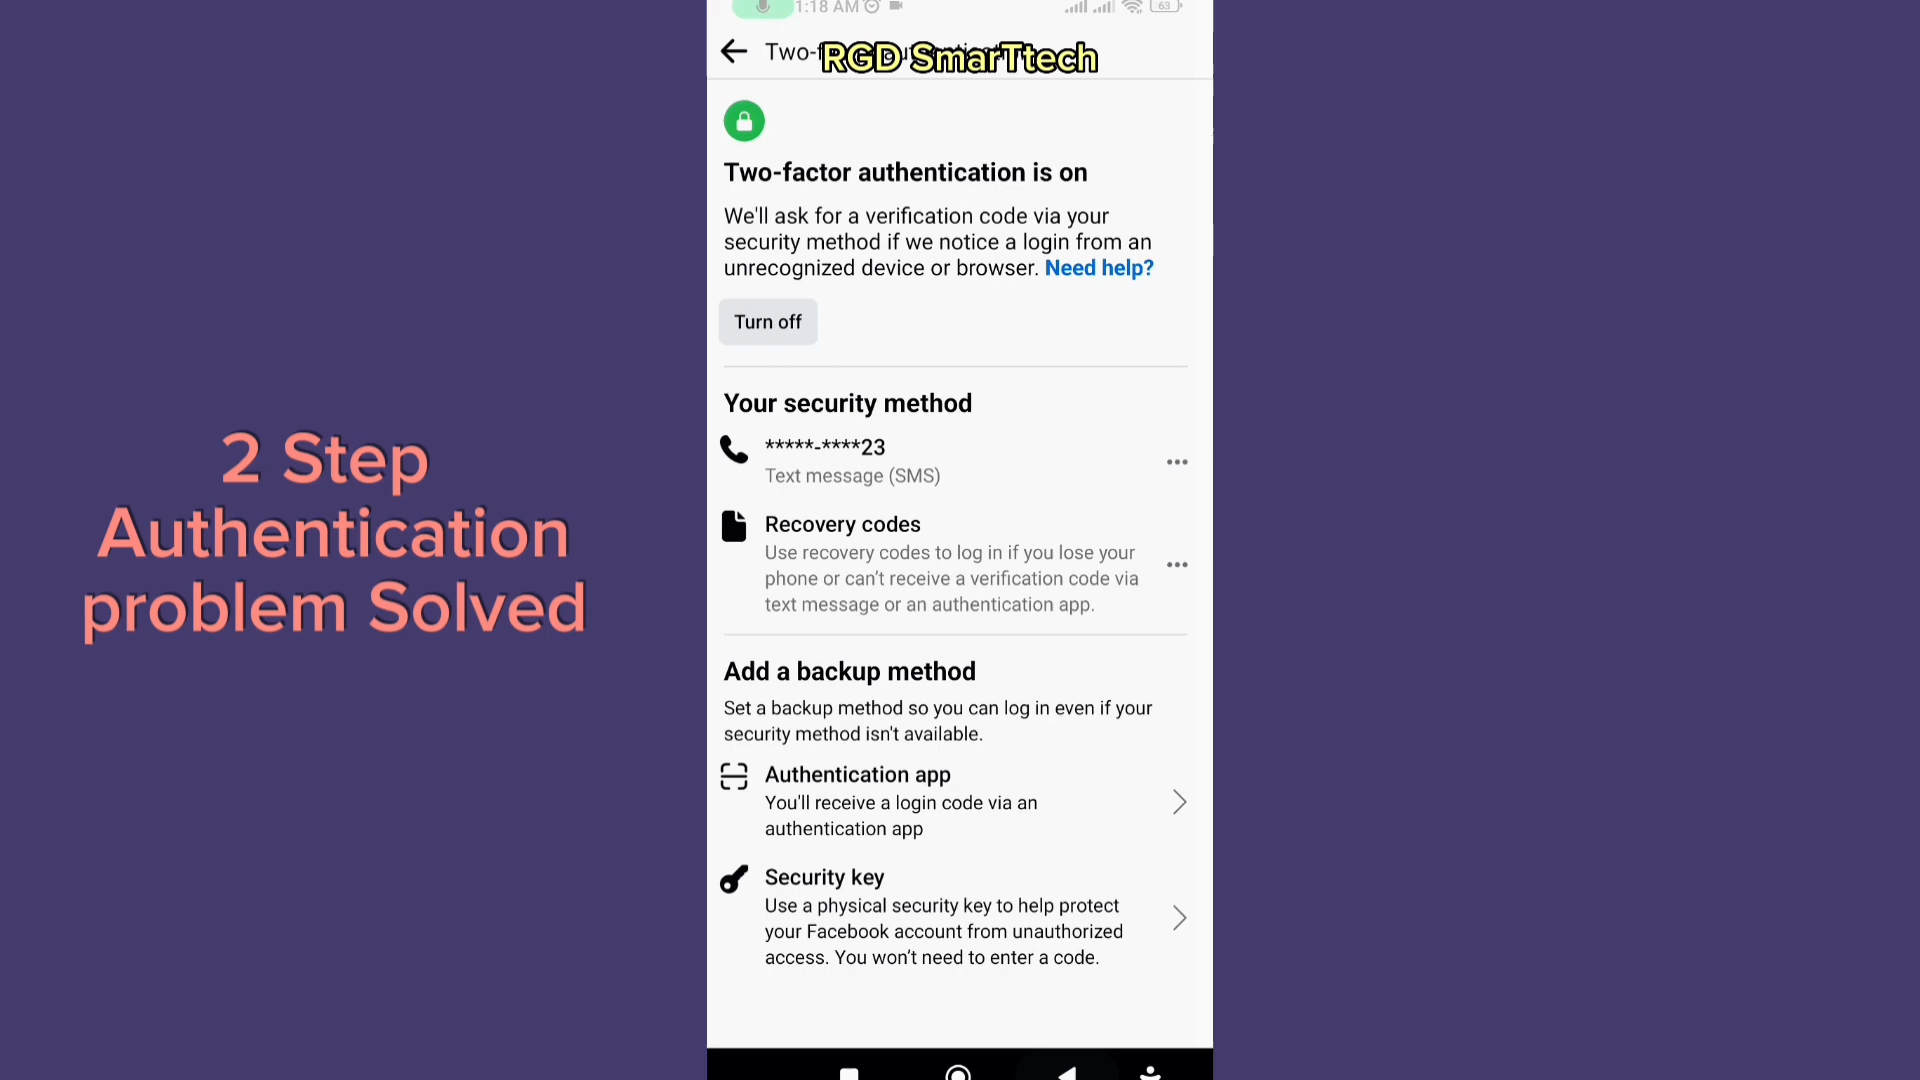 1:18 AM
63
Two-
RGD SmarTtech
Two-factor authentication is on
We'll ask for a verification code via your
security method if we notice a login from an
unrecognized device or browser. Need help?
Turn off
Your security method
*****-****23
Text message (SMS)
Recovery codes
Use recovery codes to log in if you lose your
phone or can't receive a verification code via
text message or an authentication app.
Add a backup method
Set a backup method so you can log in even if your
security method isn't available.
Authentication app
You'll receive a login code via an
authentication app
Security key
Use a physical security key to help protect
your Facebook account from unauthorized
access. You won't need to enter a code.
2 Step
Authentication
problem Solved